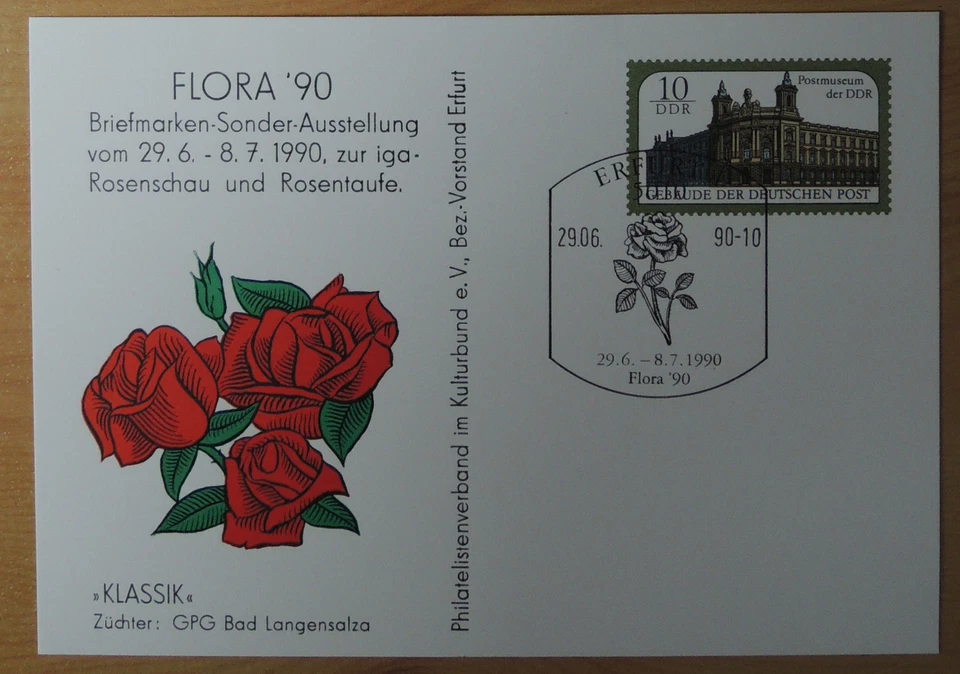 FLORA '90
Briefmarken-Sonder-Ausstellung
vom 29. 6. - 8. 7. 1990, zur iga-
Rosenschau und Rosentaufe.
»KLASSIK«
Züchter: GPG Bad Langensalza
Philatelistenverband im Kulturbund e. V., Bez.-Vorstand Erfurt
10
DDR
Postmuseum
der DDR
GEBÄUDE DER DEUTSCHEN POST
ERFURT
29.06. 90-10
29.6. – 8.7.1990
Flora '90